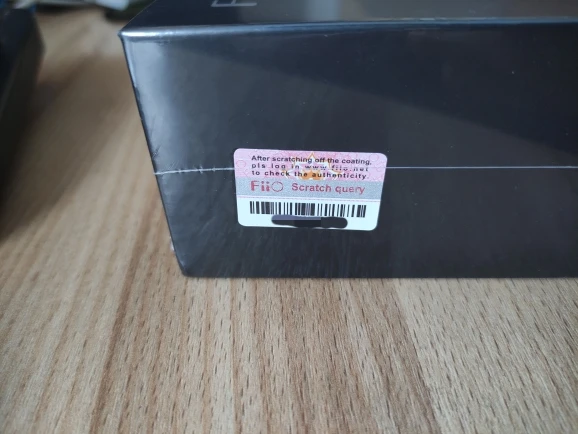 After scratching off the coating,
pls log in www.fiio.net
to check the authenticity.
FiiO Scratch query